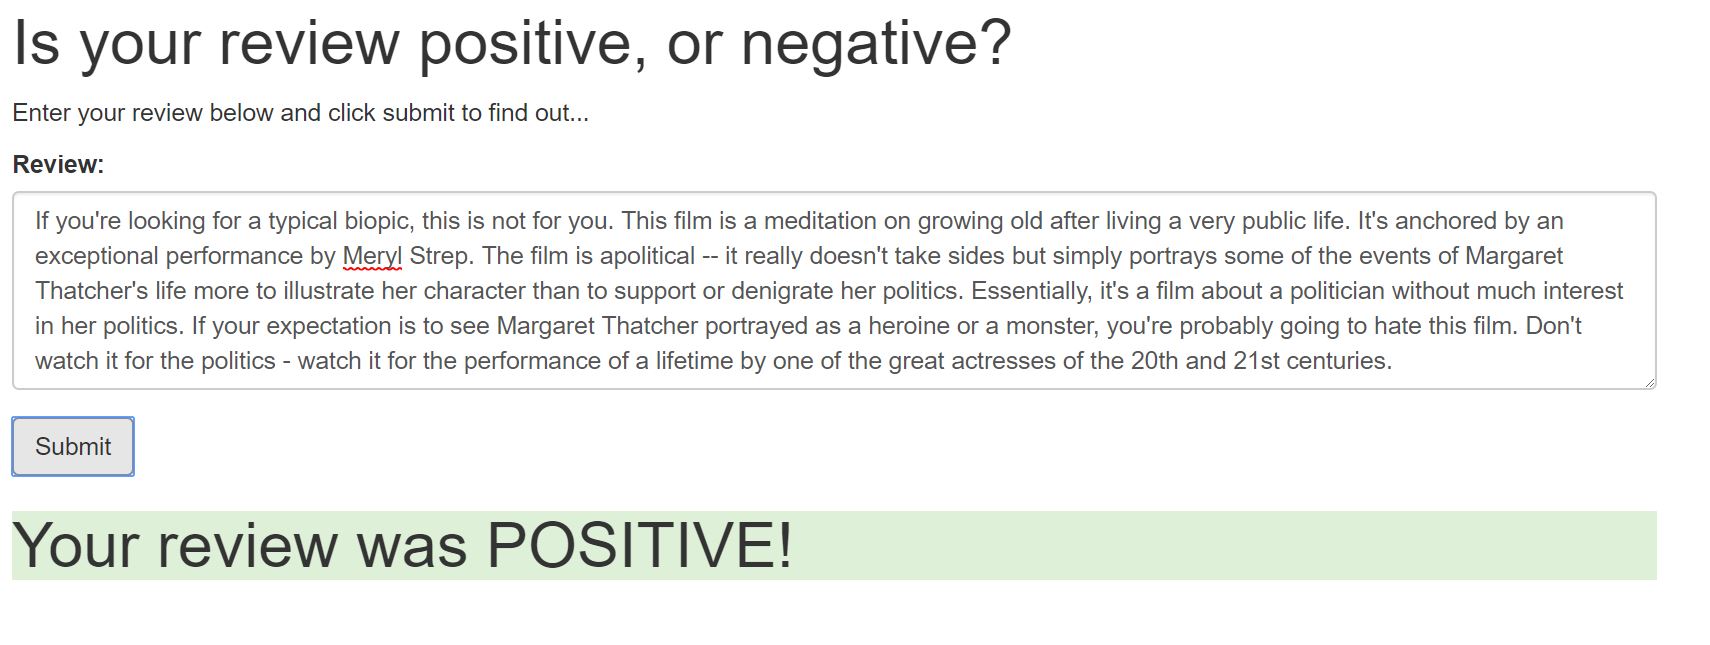 Is your review positive, or negative?
Enter your review below and click submit to find out...
Review:
If you're looking for a typical biopic, this is not for you. This film is a meditation on growing old after living a very public life. It's anchored by an
exceptional performance by Meryl Strep. The film is apolitical -- it really doesn't take sides but simply portrays some of the events of Margaret
Thatcher's life more to illustrate her character than to support or denigrate her politics. Essentially, it's a film about a politician without much interest
in her politics. If your expectation is to see Margaret Thatcher portrayed as a heroine or a monster, you're probably going to hate this film. Don't
watch it for the politics - watch it for the performance of a lifetime by one of the great actresses of the 20th and 21st centuries.
Submit
Your review was POSITIVE!